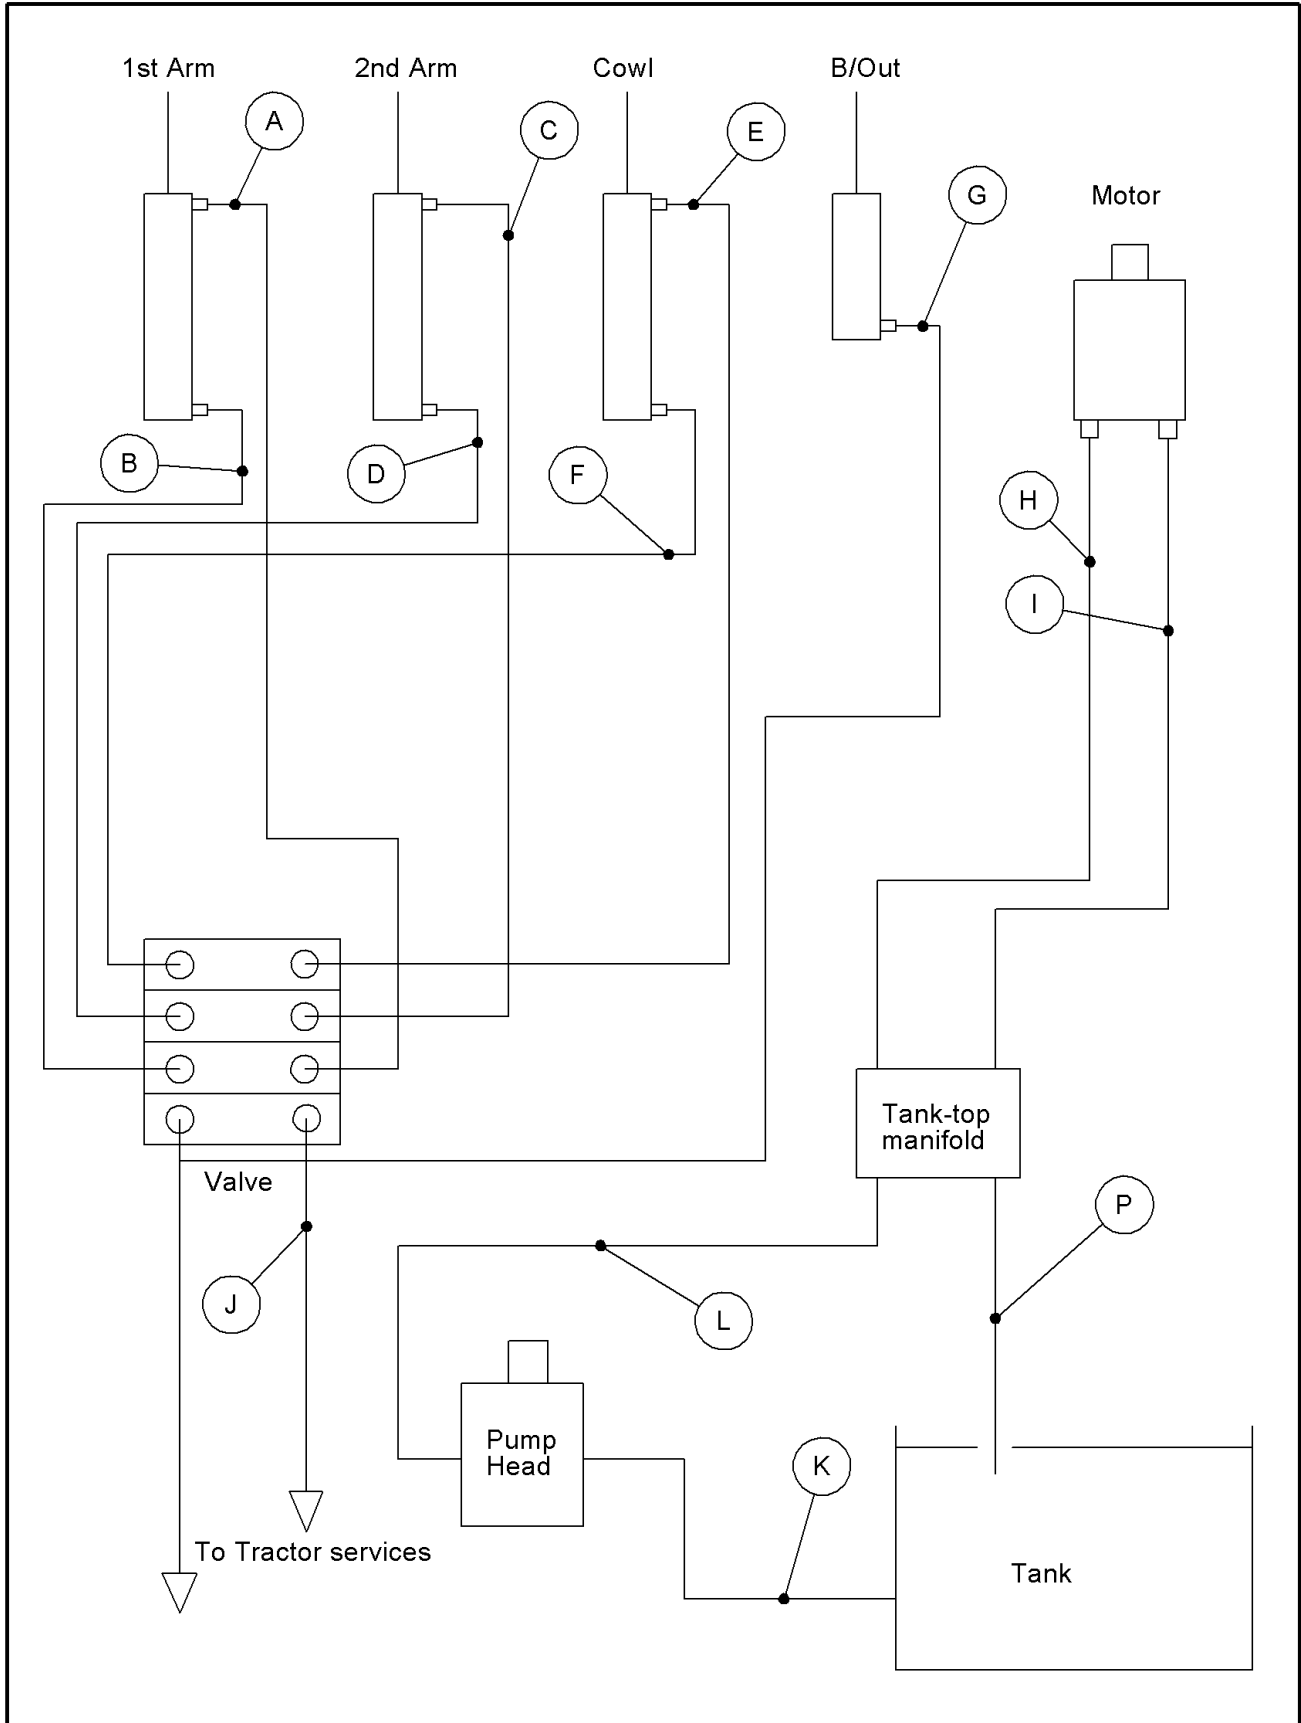 1st Arm
2nd Arm
Cowl
B/Out
A
C
E
G
Motor
B
D
F
H
I
Tank-top
manifold
Valve
P
J
L
Pump
Head
K
To Tractor services
Tank